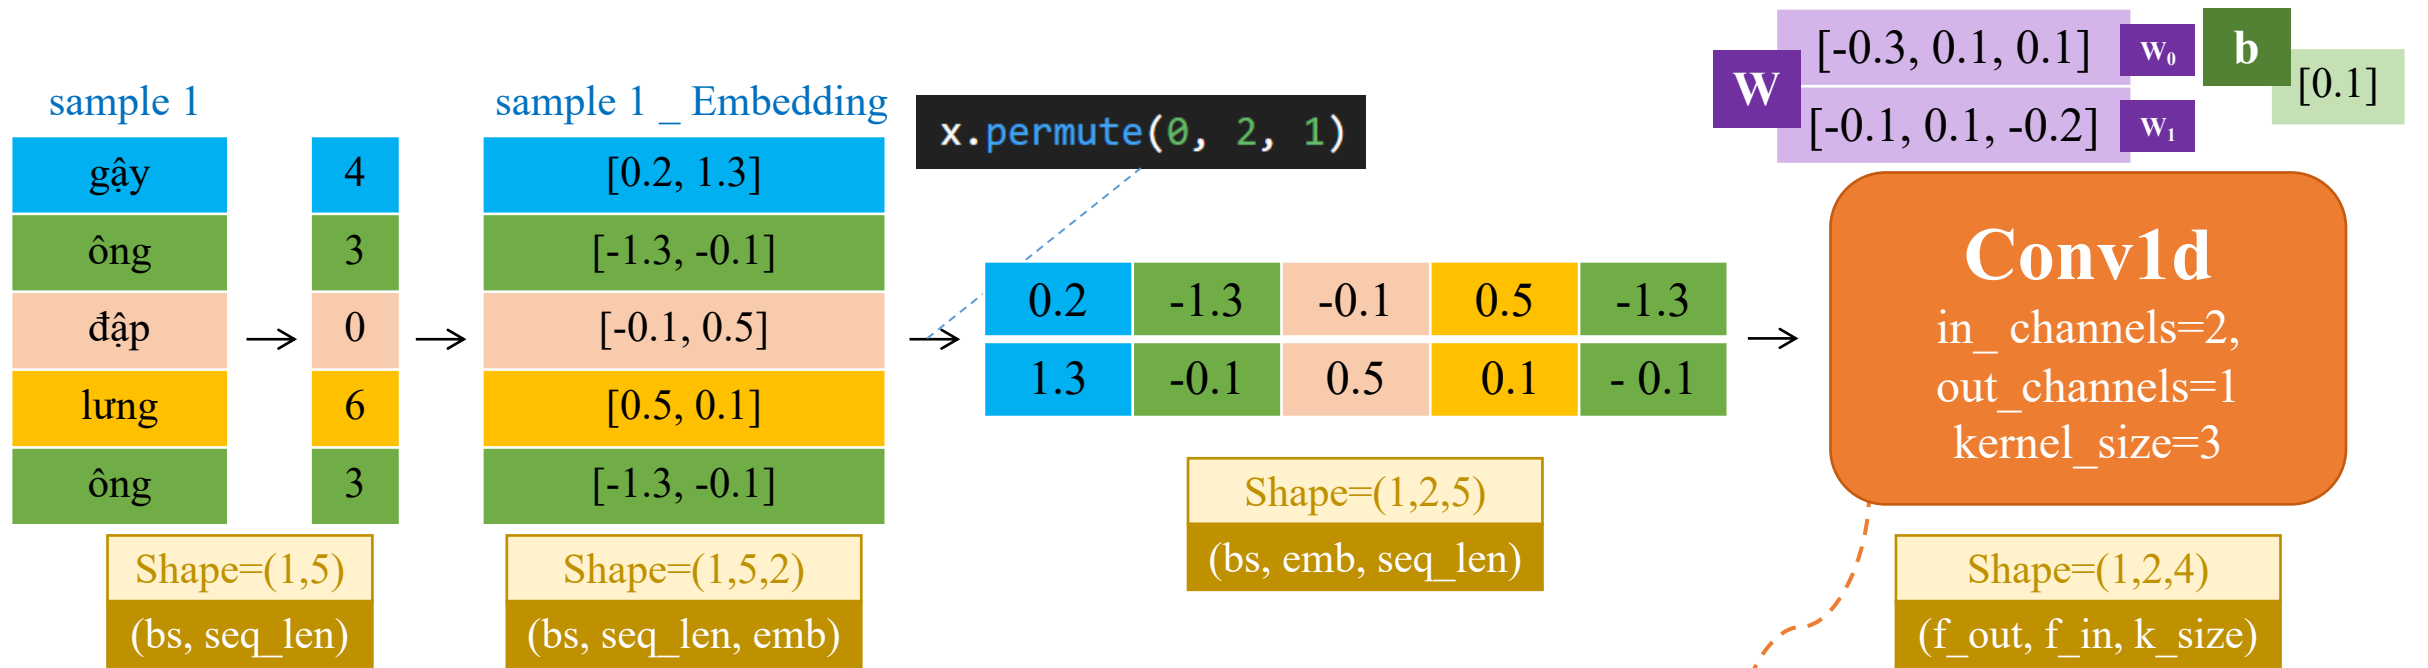 sample 1
gậy
ông
đập
lưng
ông
4
3
0
6
3
Shape=(1,5)
(bs, seq_len)
sample 1 _ Embedding
[0.2, 1.3]
[-1.3, -0.1]
[-0.1, 0.5]
[0.5, 0.1]
[-1.3, -0.1]
Shape=(1,5,2)
(bs, seq_len, emb)
x.permute(0, 2, 1)
0.2 -1.3 -0.1 0.5 -1.3
1.3 -0.1 0.5 0.1 - 0.1
Shape=(1,2,5)
(bs, emb, seq_len)
W
[-0.3, 0.1, 0.1] w₀
[-0.1, 0.1, -0.2] w₁
b
[0.1]
Conv1d
in_ channels=2,
out_channels=1
kernel_size=3
Shape=(1,2,4)
(f_out, f_in, k_size)